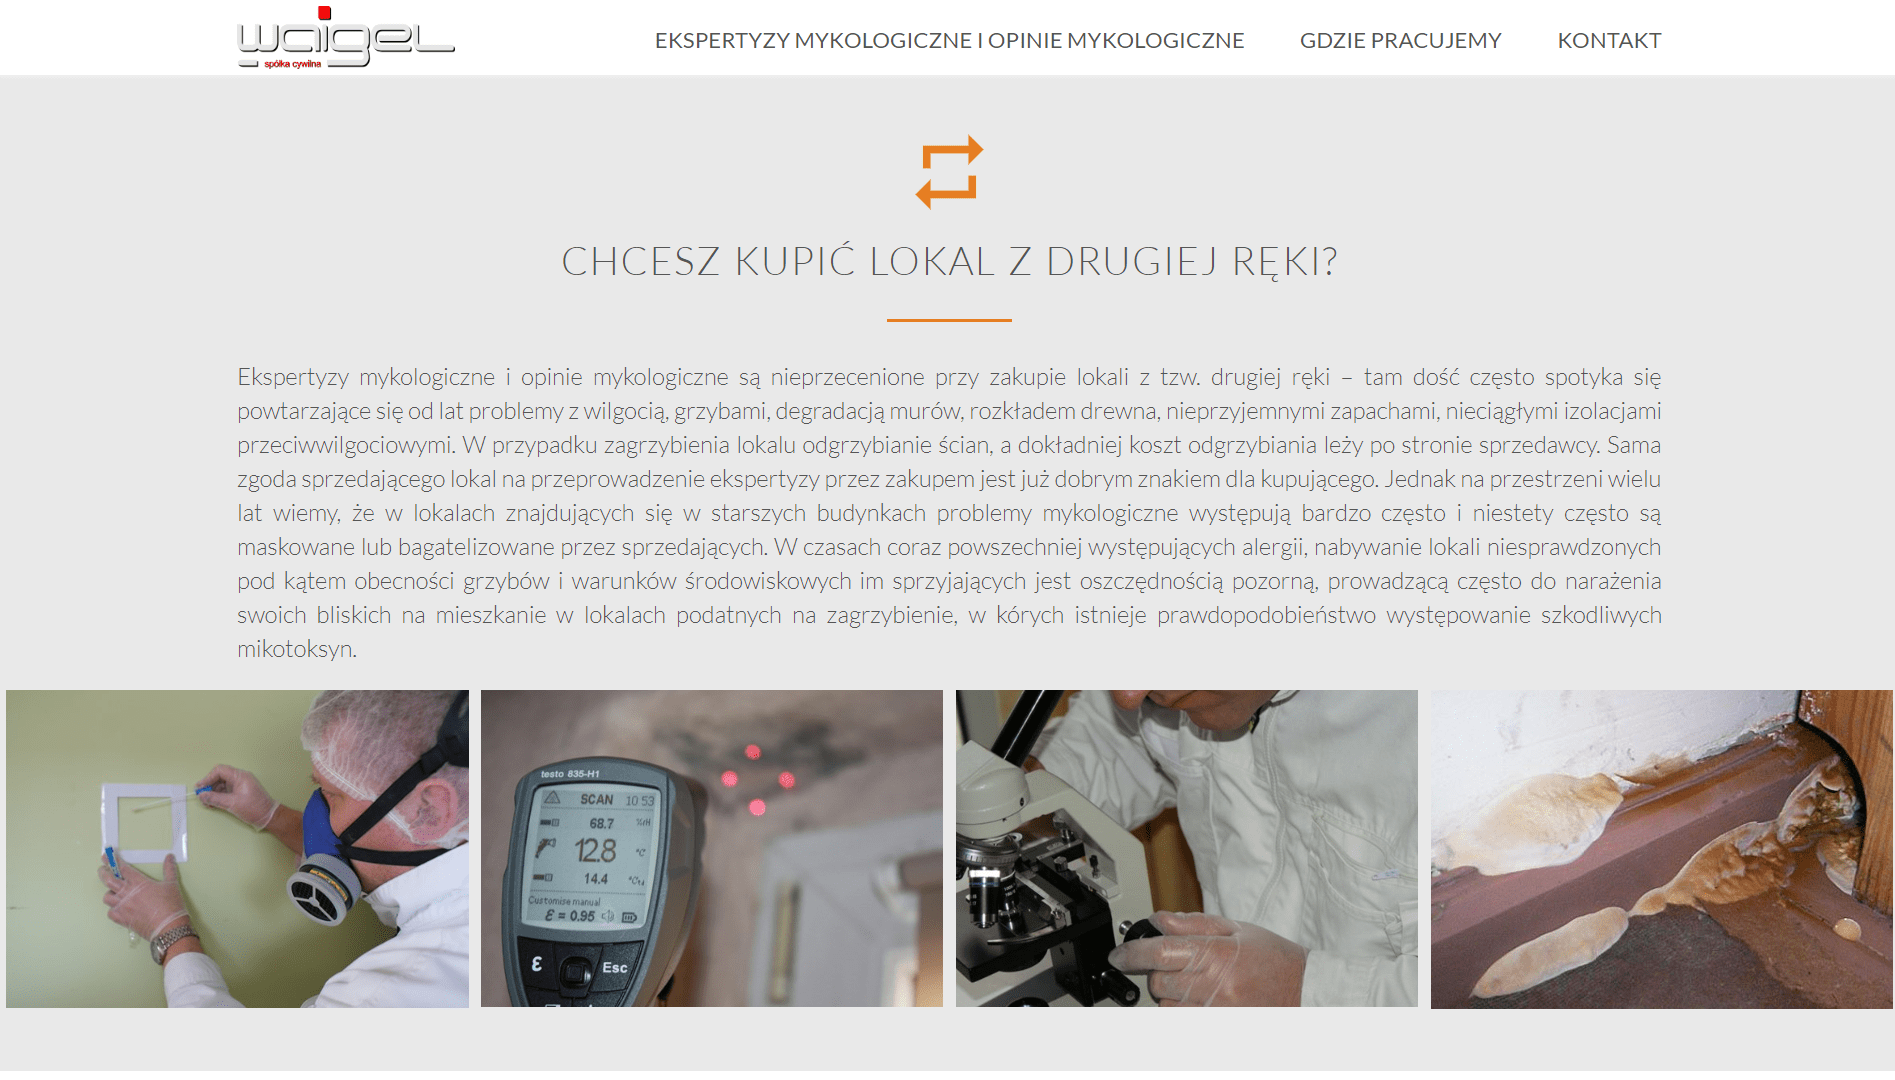 waigel
spółka cywilna
EKSPERTYZY MYKOLOGICZNE I OPINIE MYKOLOGICZNE
GDZIE PRACUJEMY
KONTAKT
CHCESZ KUPIĆ LOKAL Z DRUGIEJ RĘKI?
Ekspertyzy mykologiczne i opinie mykologiczne są nieprzecenione przy zakupie lokali z tzw. drugiej ręki – tam dość często spotyka się
powtarzające się od lat problemy z wilgocią, grzybami, degradacją murów, rozkładem drewna, nieprzyjemnymi zapachami, nieciągłymi izolacjami
przeciwwilgociowymi. W przypadku zagrzybienia lokalu odgrzybianie ścian, a dokładniej koszt odgrzybiania leży po stronie sprzedawcy. Sama
zgoda sprzedającego lokal na przeprowadzenie ekspertyzy przez zakupem jest już dobrym znakiem dla kupującego. Jednak na przestrzeni wielu
lat wiemy, że w lokalach znajdujących się w starszych budynkach problemy mykologiczne występują bardzo często i niestety często są
maskowane lub bagatelizowane przez sprzedających. W czasach coraz powszechniej występujących alergii, nabywanie lokali niesprawdzonych
pod kątem obecności grzybów i warunków środowiskowych im sprzyjających jest oszczędnością pozorną, prowadzącą często do narażenia
swoich bliskich na mieszkanie w lokalach podatnych na zagrzybienie, w kórych istnieje prawdopodobieństwo występowanie szkodliwych
mikotoksyn.
testo 835-H1
SCAN 10 53
68.7 %rH
12.8 °C
14.4 °Ctd
Customise manual
ε = 0.95
ε Esc